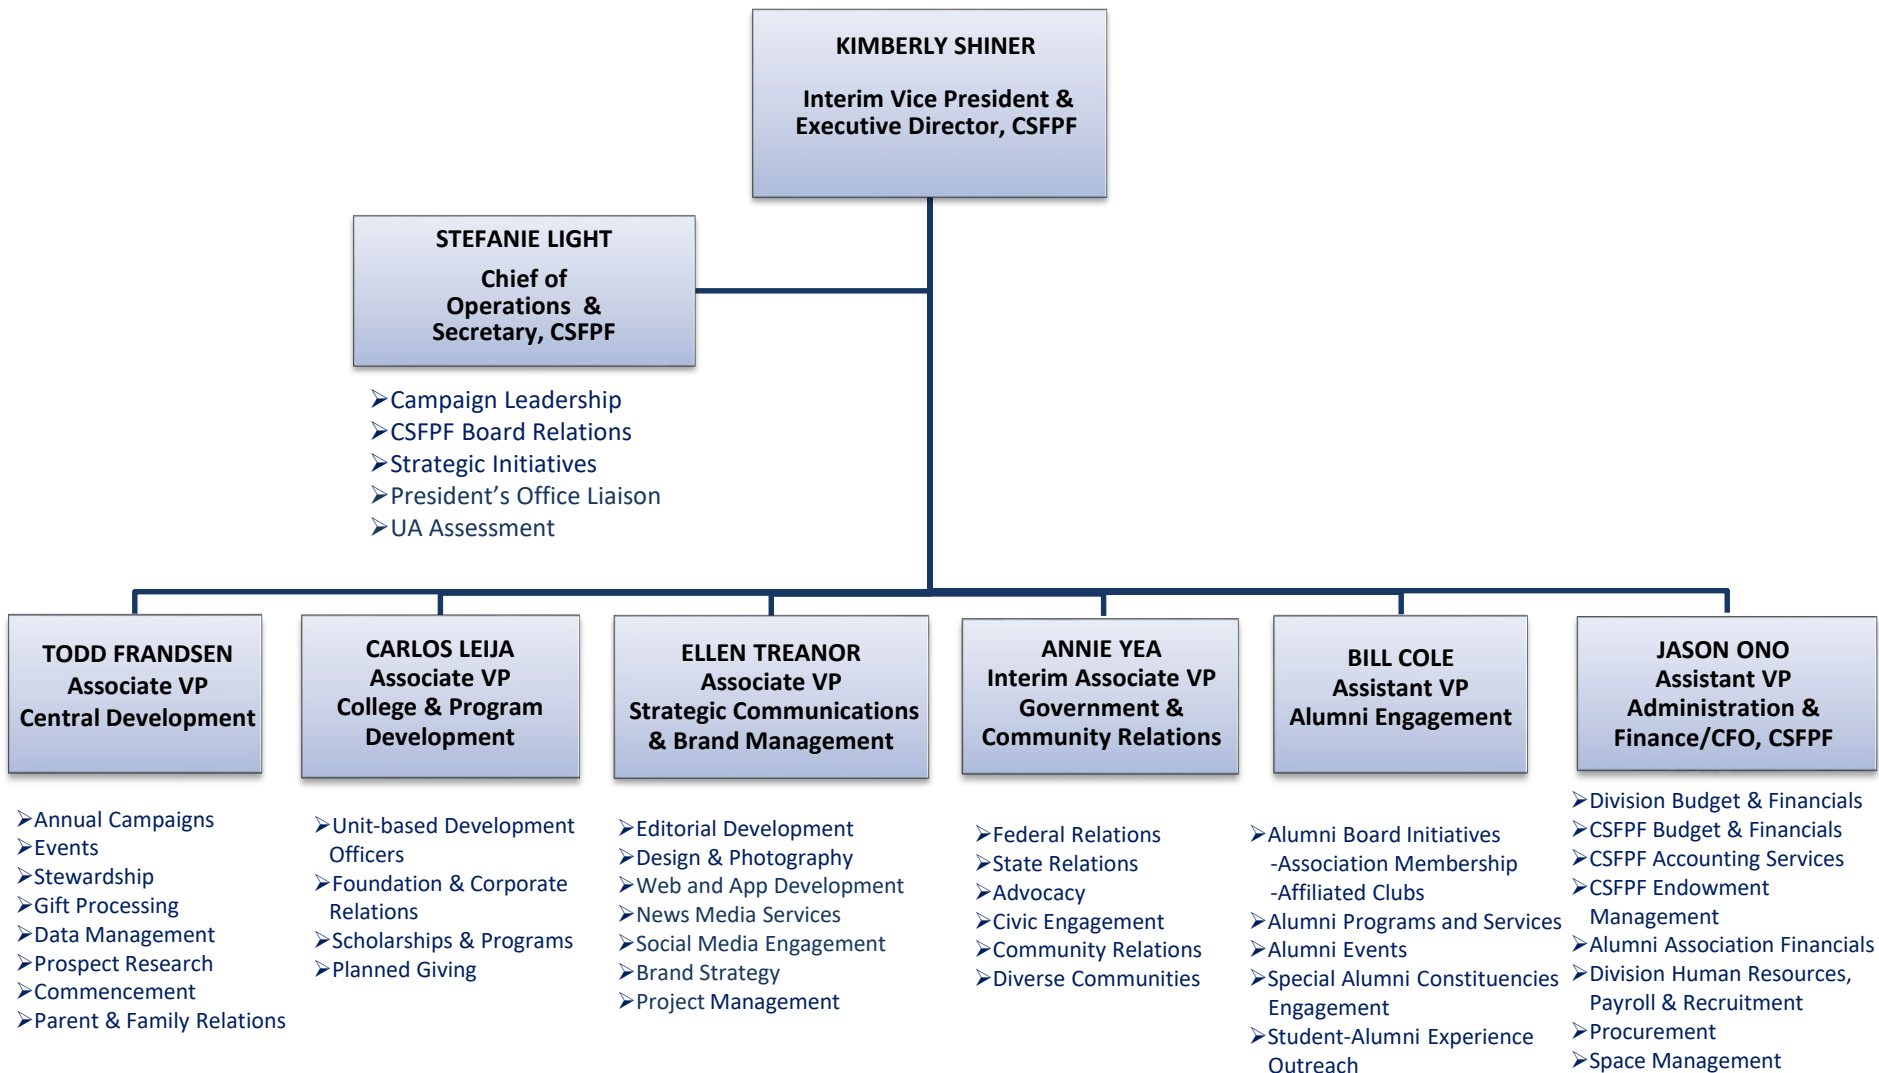 KIMBERLY SHINER
Interim Vice President &
Executive Director, CSFPF
STEFANIE LIGHT
Chief of
Operations &
Secretary, CSFPF
➢Campaign Leadership
➢CSFPF Board Relations
➢Strategic Initiatives
➢President’s Office Liaison
➢UA Assessment
TODD FRANDSEN
Associate VP
Central Development
➢Annual Campaigns
➢Events
➢Stewardship
➢Gift Processing
➢Data Management
➢Prospect Research
➢Commencement
➢Parent & Family Relations
CARLOS LEIJA
Associate VP
College & Program
Development
➢Unit-based Development
Officers
➢Foundation & Corporate
Relations
➢Scholarships & Programs
➢Planned Giving
ELLEN TREANOR
Associate VP
Strategic Communications
& Brand Management
➢Editorial Development
➢Design & Photography
➢Web and App Development
➢News Media Services
➢Social Media Engagement
➢Brand Strategy
➢Project Management
ANNIE YEA
Interim Associate VP
Government &
Community Relations
➢Federal Relations
➢State Relations
➢Advocacy
➢Civic Engagement
➢Community Relations
➢Diverse Communities
BILL COLE
Assistant VP
Alumni Engagement
➢Alumni Board Initiatives
-Association Membership
-Affiliated Clubs
➢Alumni Programs and Services
➢Alumni Events
➢Special Alumni Constituencies
Engagement
➢Student-Alumni Experience
Outreach
JASON ONO
Assistant VP
Administration &
Finance/CFO, CSFPF
➢Division Budget & Financials
➢CSFPF Budget & Financials
➢CSFPF Accounting Services
➢CSFPF Endowment
Management
➢Alumni Association Financials
➢Division Human Resources,
Payroll & Recruitment
➢Procurement
➢Space Management